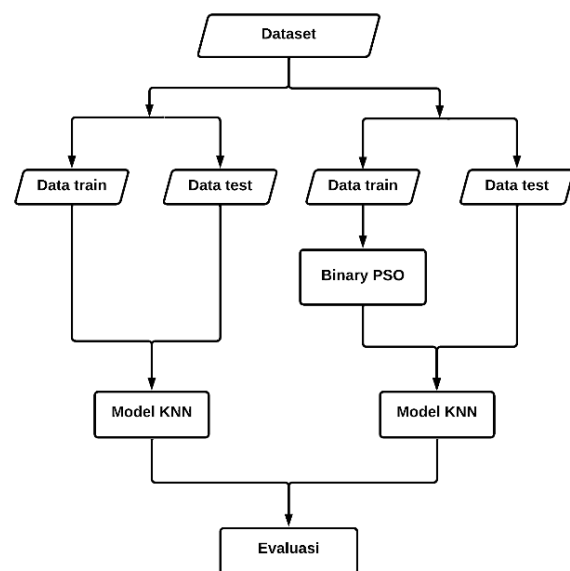 Dataset
Data train
Data test
Data train
Data test
Binary PSO
Model KNN
Model KNN
Evaluasi